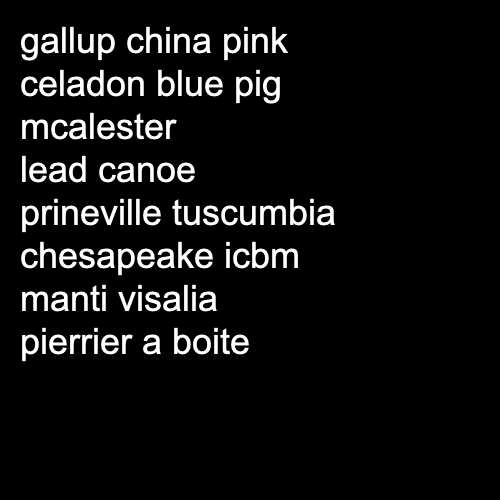 gallup china pink
celadon blue pig
mcalester
lead canoe
prineville tuscumbia
chesapeake icbm
manti visalia
pierrier a boite